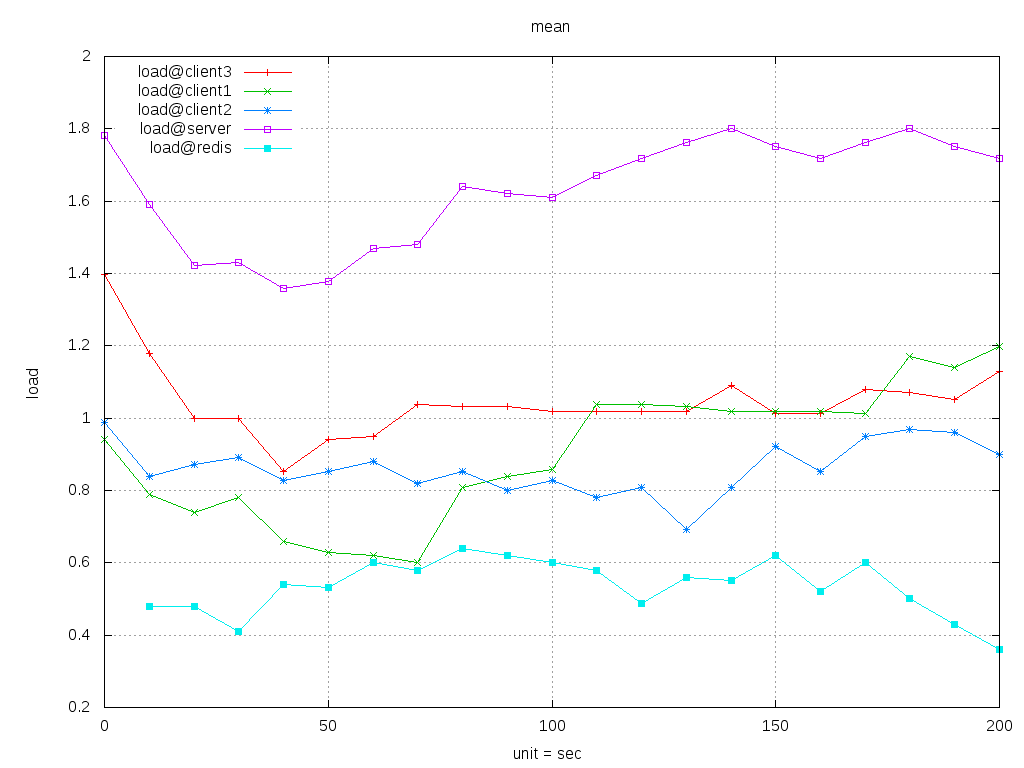 mean
load@client3
load@client1
load@client2
load@server
load@redis
load
2
1.8
1.6
1.4
1.2
1
0.8
0.6
0.4
0.2
0 50 100 150 200
unit = sec